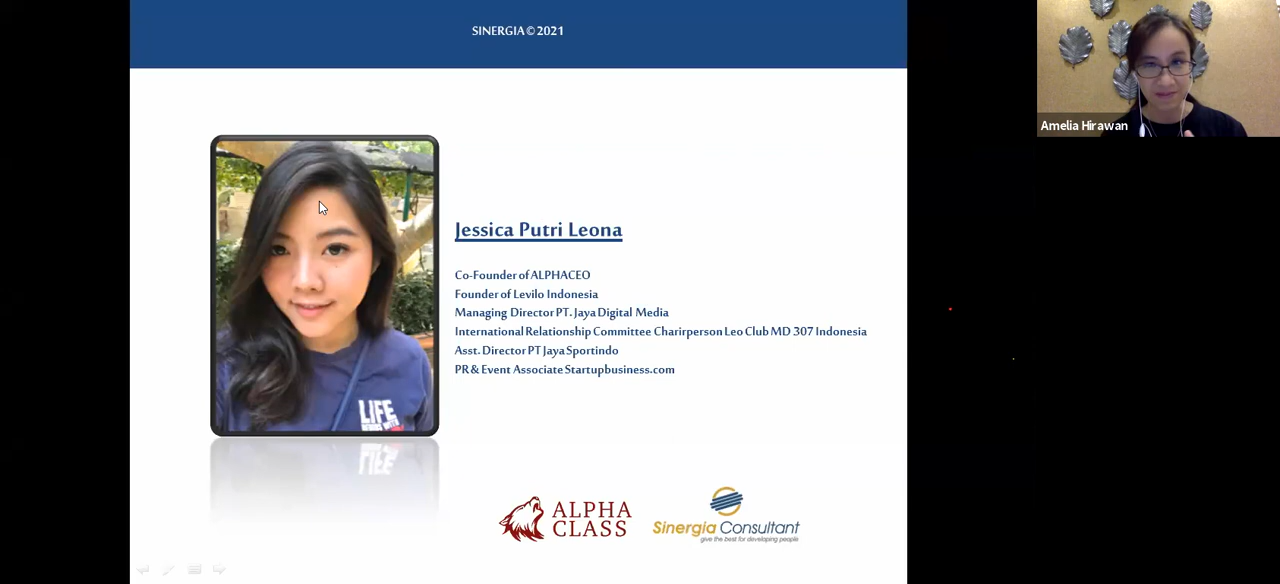 SINERGIA © 2021
Amelia Hirawan
Jessica Putri Leona
Co-Founder of ALPHACEO
Founder of Levilo Indonesia
Managing Director PT. Jaya Digital Media
International Relationship Committee Charirperson Leo Club MD 307 Indonesia
Asst. Director PT Jaya Sportindo
PR & Event Associate Startupbusiness.com
LIFE
ALPHA
CLASS
Sinergia Consultant
give the best for developing people